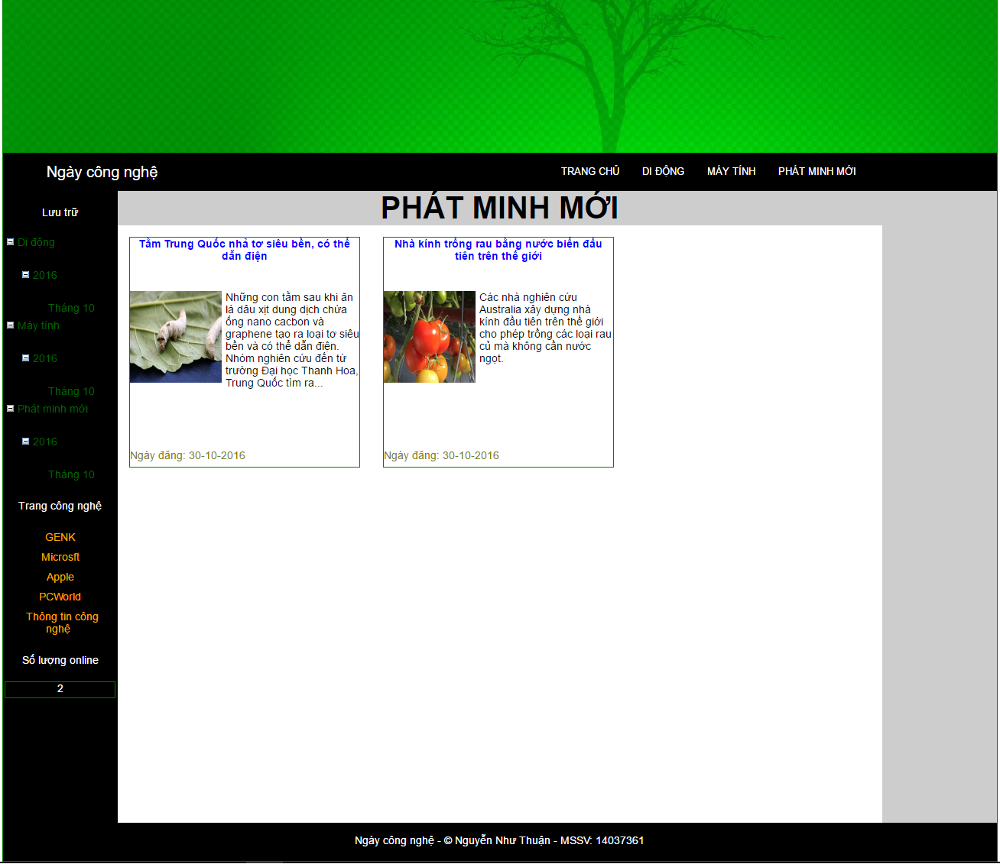 Ngày công nghệ
TRANG CHỦ DI ĐỘNG MÁY TÍNH PHÁT MINH MỚI
Lưu trữ
Di động
2016
Tháng 10
Máy tính
2016
Tháng 10
Phát minh mới
2016
Tháng 10
Trang công nghệ
GENK
Microsft
Apple
PCWorld
Thông tin công
nghệ
Số lượng online
2
PHÁT MINH MỚI
Tằm Trung Quốc nhả tơ siêu bền, có thể
dẫn điện
Những con tằm sau khi ăn
lá dâu xịt dung dịch chứa
ống nano cacbon và
graphene tạo ra loại tơ siêu
bền và có thể dẫn điện.
Nhóm nghiên cứu đến từ
trường Đại học Thanh Hoa,
Trung Quốc tìm ra...
Ngày đăng: 30-10-2016
Nhà kính trồng rau bằng nước biển đầu
tiên trên thế giới
Các nhà nghiên cứu
Australia xây dựng nhà
kính đầu tiên trên thế giới
cho phép trồng các loại rau
củ mà không cần nước
ngọt.
Ngày đăng: 30-10-2016
Ngày công nghệ - © Nguyễn Như Thuận - MSSV: 14037361